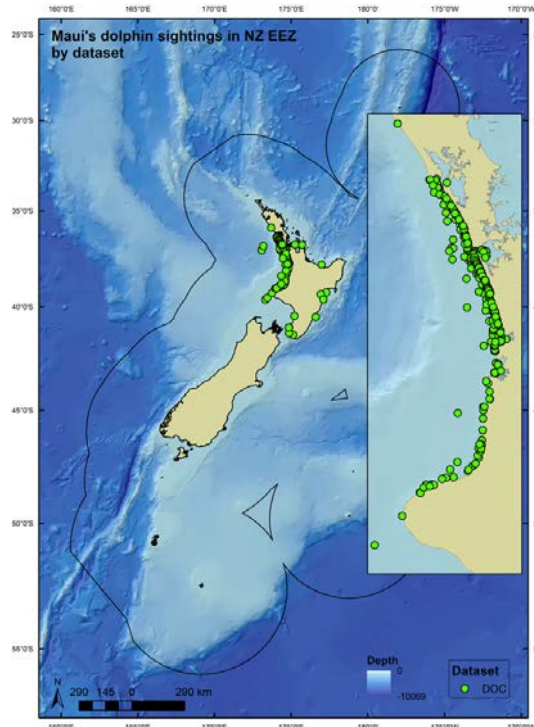 160°0'E 165°0'E 170°0'E 175°0'E 180°0' 175°0'W 170°0'W
Maui's dolphin sightings in NZ EEZ
by dataset
25°0'S
30°0'S
35°0'S
40°0'S
45°0'S
50°0'S
55°0'S
N
290 145 0 290 km
Depth
0
-10069
Dataset
DOC